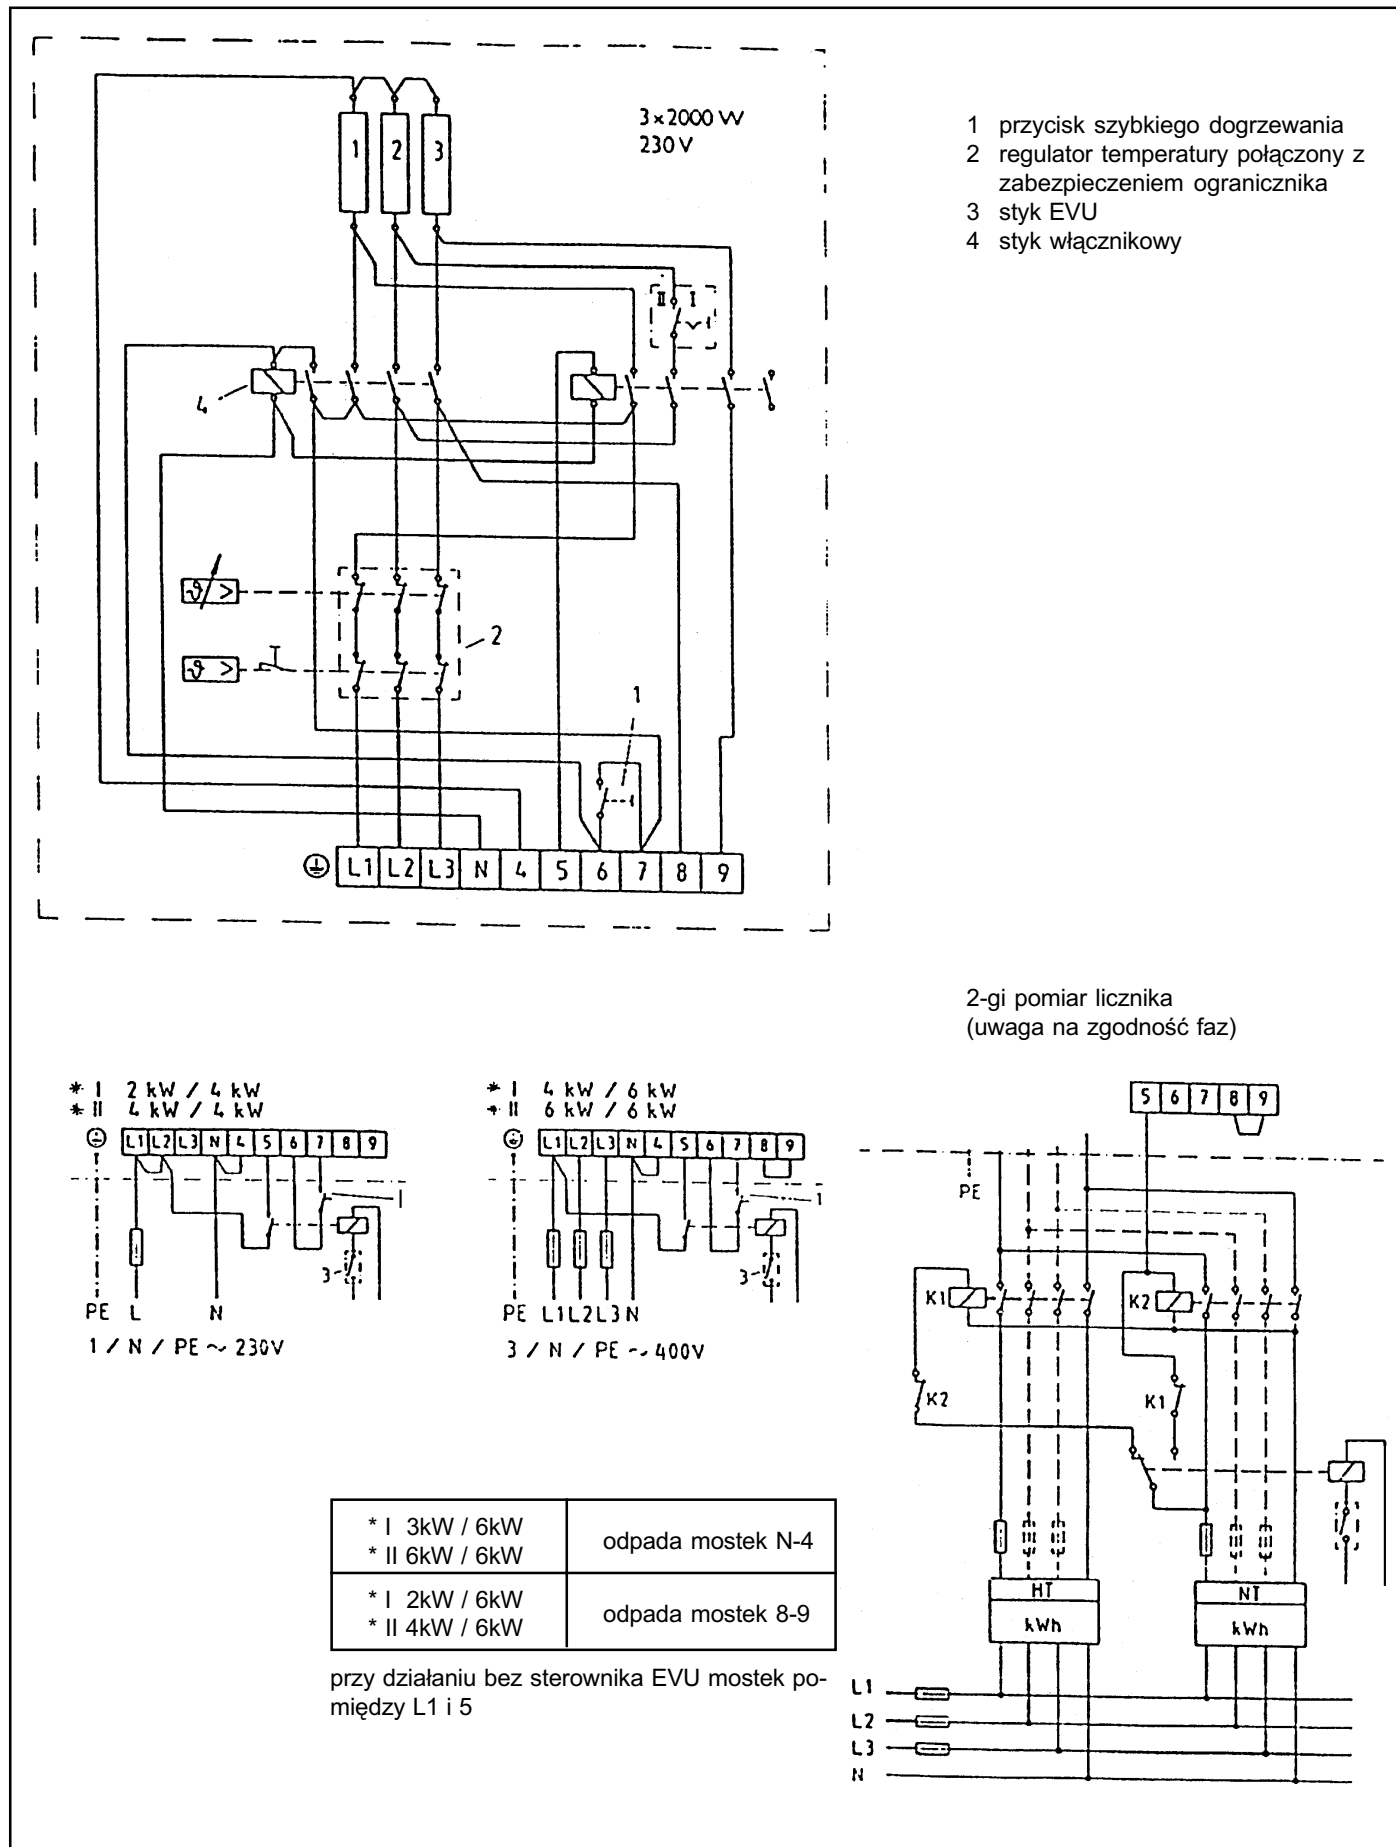 3 x 2000 W
230 V
1 2 3
II I
4
2
1
L1 L2 L3 N 4 5 6 7 8 9
1 przycisk szybkiego dogrzewania
2 regulator temperatury połączony z
zabezpieczeniem ogranicznika
3 styk EVU
4 styk włącznikowy
* I 2 kW / 4 kW
* II 4 kW / 4 kW
L1 L2 L3 N 4 5 6 7 8 9
1
3
PE L N
1 / N / PE ~ 230V
* I 4 kW / 6 kW
* II 6 kW / 6 kW
L1 L2 L3 N 4 5 6 7 8 9
1
3
PE L1 L2 L3 N
3 / N / PE ~ 400V
2-gi pomiar licznika
(uwaga na zgodność faz)
5 6 7 8 9
PE
K1 K2
K2 K1
HT NT
kWh kWh
L1
L2
L3
N
* I 3kW / 6kW
* II 6kW / 6kW
odpada mostek N-4
* I 2kW / 6kW
* II 4kW / 6kW
odpada mostek 8-9
przy działaniu bez sterownika EVU mostek po-
między L1 i 5